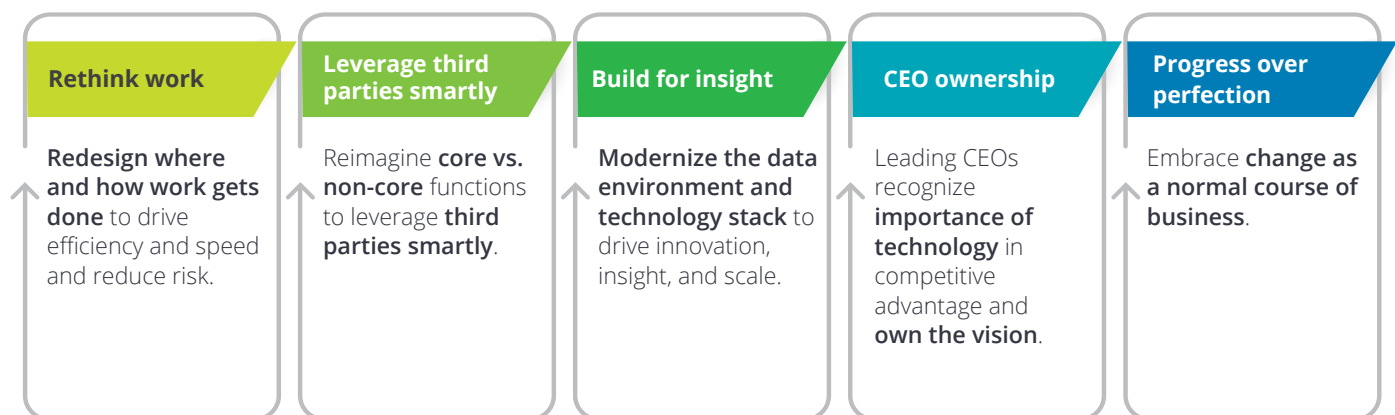 Rethink work
Redesign where
and how work gets
done to drive
efficiency and speed
and reduce risk.
Leverage third
parties smartly
Reimagine core vs.
non-core functions
to leverage third
parties smartly.
Build for insight
Modernize the data
environment and
technology stack to
drive innovation,
insight, and scale.
CEO ownership
Leading CEOs
recognize
importance of
technology in
competitive
advantage and
own the vision.
Progress over
perfection
Embrace change as
a normal course of
business.